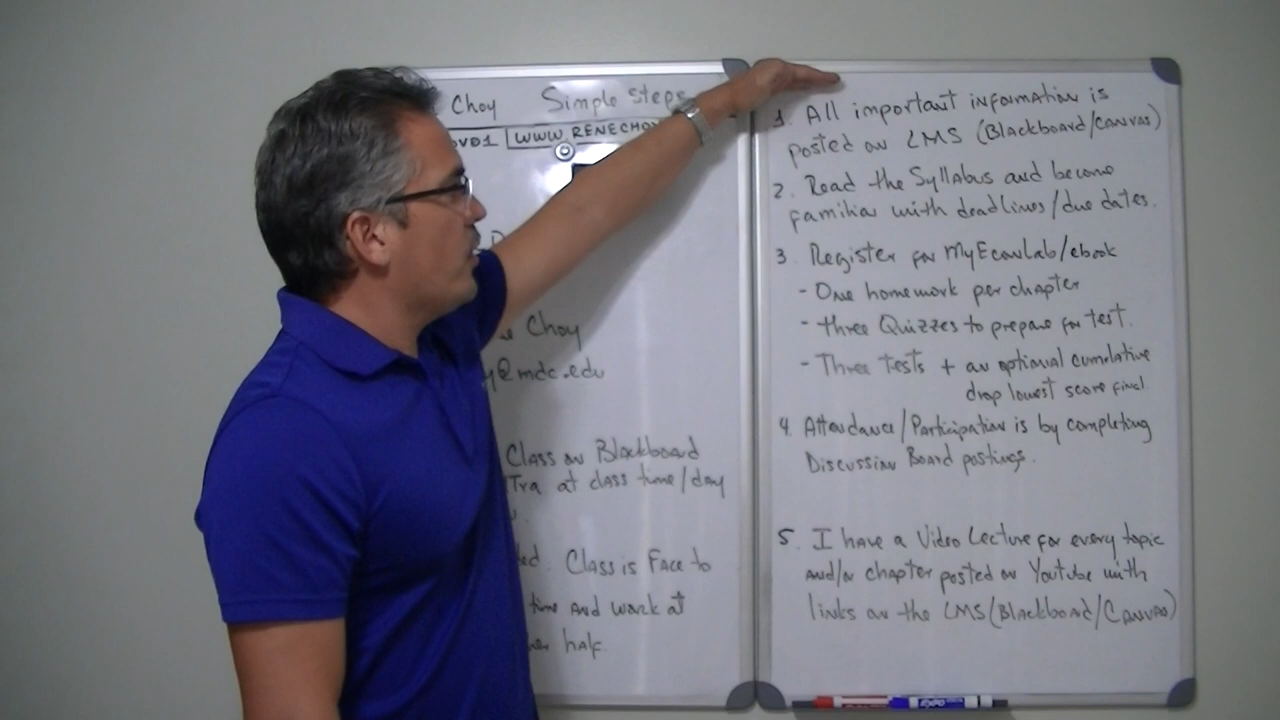 Choy Simple steps
OVD1 WWW.RENECHOY
Choy
@mdc.edu
Class on Blackboard
Tra at class time/day
Class is Face to
time and work at
half.
1. All important information is
posted on LMS (Blackboard/Canvas)
2. Read the Syllabus and become
familiar with deadlines/due dates.
3. Register for MyEconLab/ebook
- One homework per chapter
- three Quizzes to prepare for test.
- Three tests + an optional cumulative
drop lowest score final.
4. Attendance/Participation is by completing
Discussion Board postings.
5. I have a Video Lecture for every topic
and/or chapter posted on Youtube with
links on the LMS (Blackboard/Canvas)
EXPO